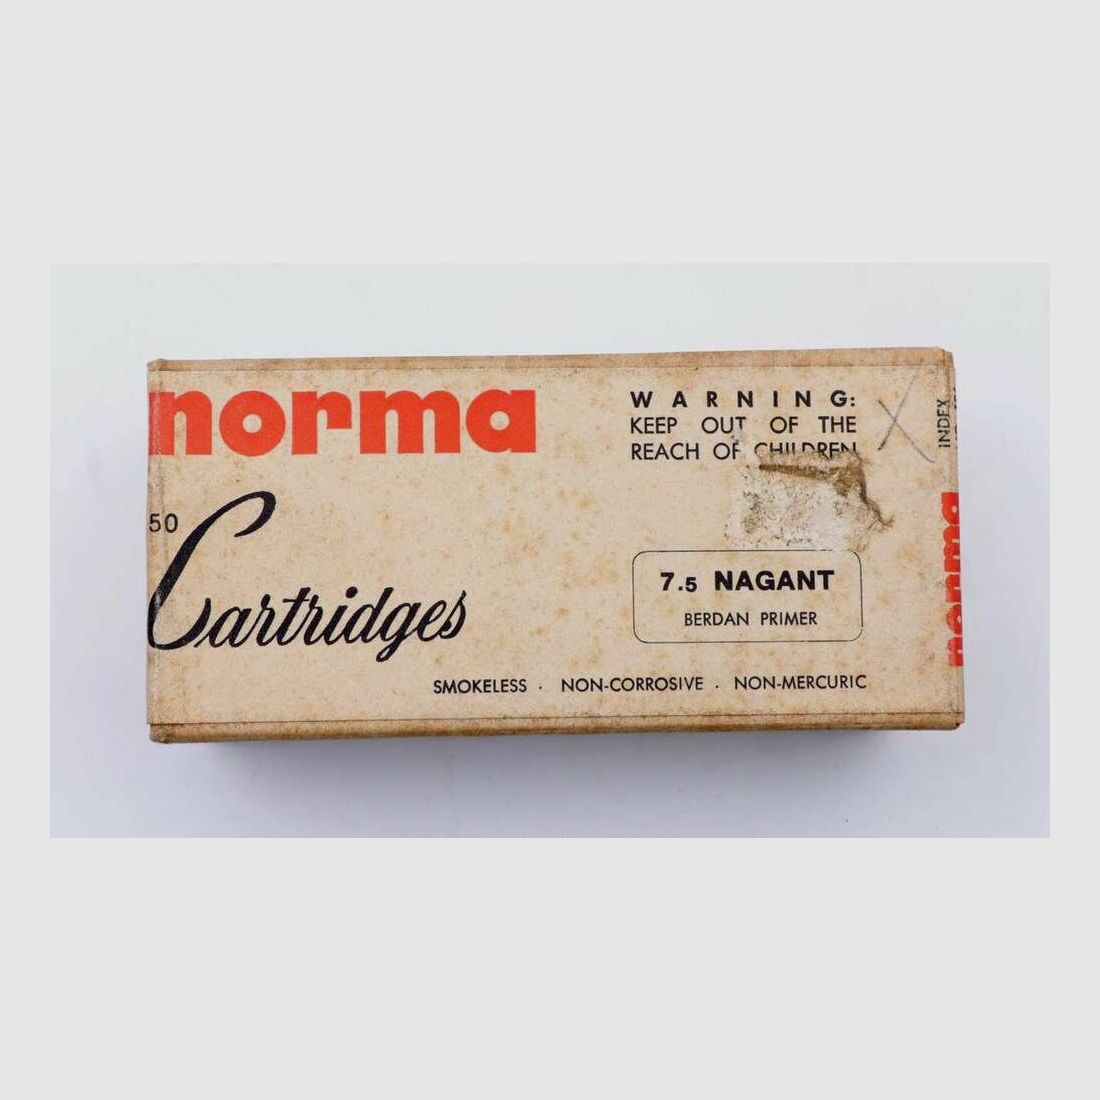 norma
WARNING:
KEEP OUT OF THE
REACH OF CHILDREN
50
Cartridges
7.5 NAGANT
BERDAN PRIMER
SMOKELESS · NON-CORROSIVE · NON-MERCURIC
X
INDEX
norma